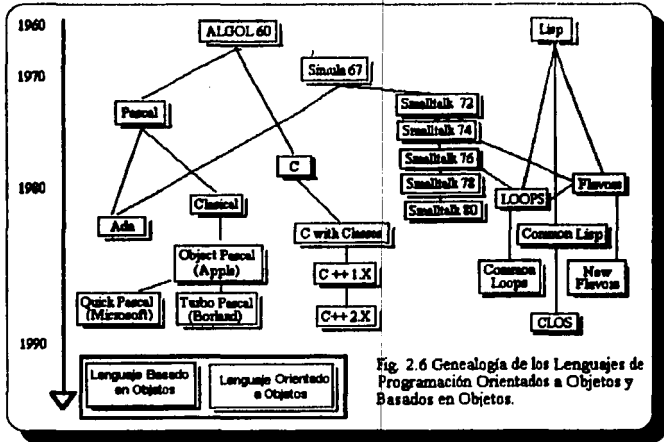 1960
ALGOL 60
Lisp
Simula 67
1970
Smalltalk 72
Pascal
Smalltalk 74
Smalltalk 76
C
1980
Smalltalk 78
Flavors
Clasical
LOOPS
Smalltalk 80
Ada
C with Classes
Common Lisp
Object Pascal
(Apple)
C ++ 1.X
Common
Loops
New
Flavors
Quick Pascal
(Microsoft)
Turbo Pascal
(Borland)
C++ 2.X
CLOS
1990
Lenguaje Basado
en Objetos
Lenguaje Orientado
a Objetos
Fig. 2.6 Genealogía de los Lenguajes de
Programación Orientados a Objetos y
Basados en Objetos.